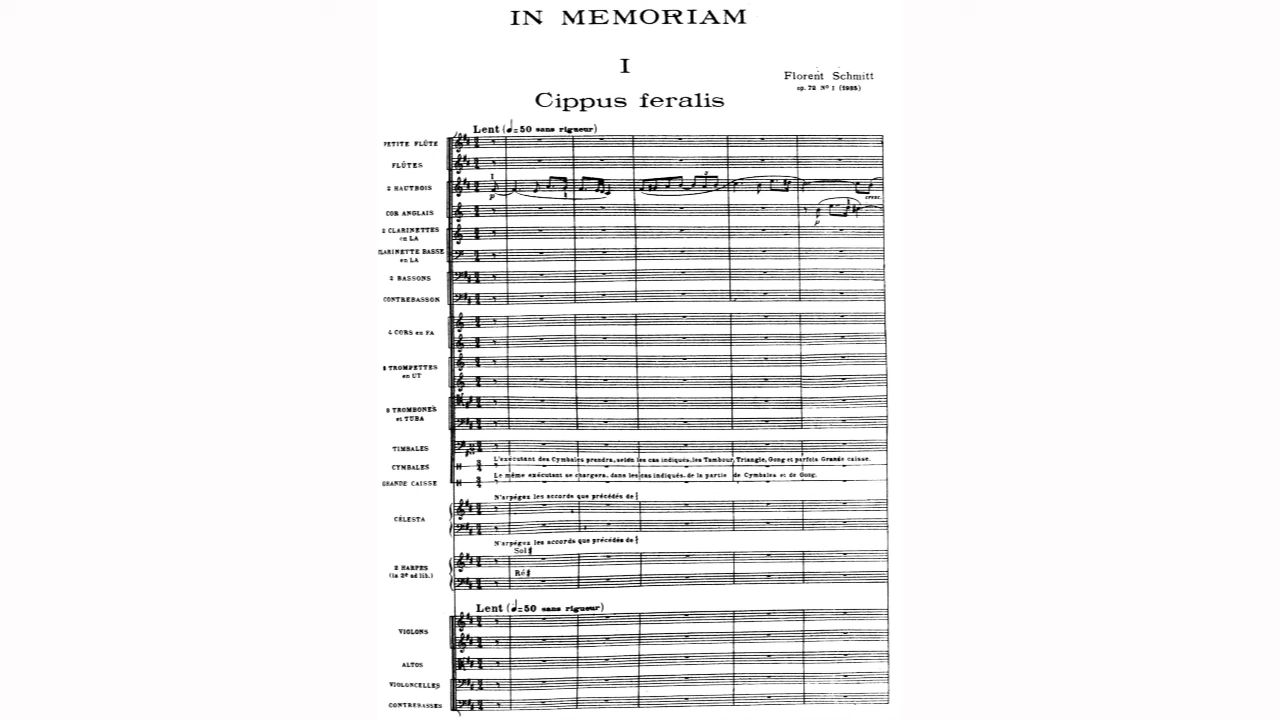 IN MEMORIAM
I
Florent Schmitt
op. 72 Nº 1 (1935)
Cippus feralis
Lent (♩=50 sans rigueur)
PETITE FLÛTE
FLÛTES
I
2 HAUTBOIS
p
3
cresc.
COR ANGLAIS
p
2 CLARINETTES
en LA
CLARINETTE BASSE
en LA
2 BASSONS
CONTREBASSON
4 CORS en FA
3 TROMPETTES
en UT
3 TROMBONES
et TUBA
TIMBALES
L'exécutant des Cymbales prendra, selon les cas indiqués, les Tambour, Triangle, Gong et parfois Grande caisse.
CYMBALES
Le même exécutant se chargera, dans les cas indiqués, de la partie de Cymbales et de Gong.
GRANDE CAISSE
N'arpégez les accords que précédés de
CÉLESTA
N'arpégez les accords que précédés de
Sol♯
2 HARPES
(la 2e ad lib.)
Ré♯
Lent (♩=50 sans rigueur)
VIOLONS
ALTOS
VIOLONCELLES
CONTREBASSES